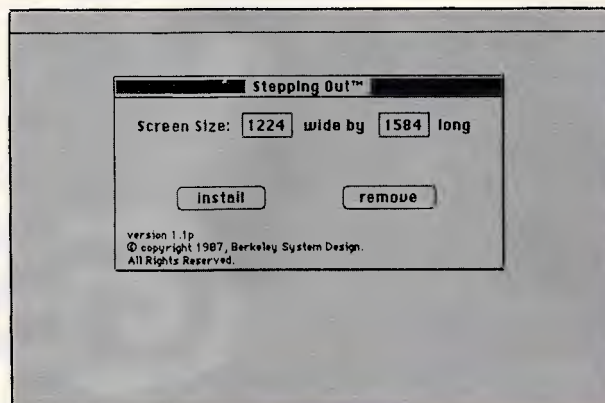 Stepping Out™
Screen Size: 1224 wide by 1584 long
install remove
version 1.1p
© copyright 1987, Berkeley System Design.
All Rights Reserved.